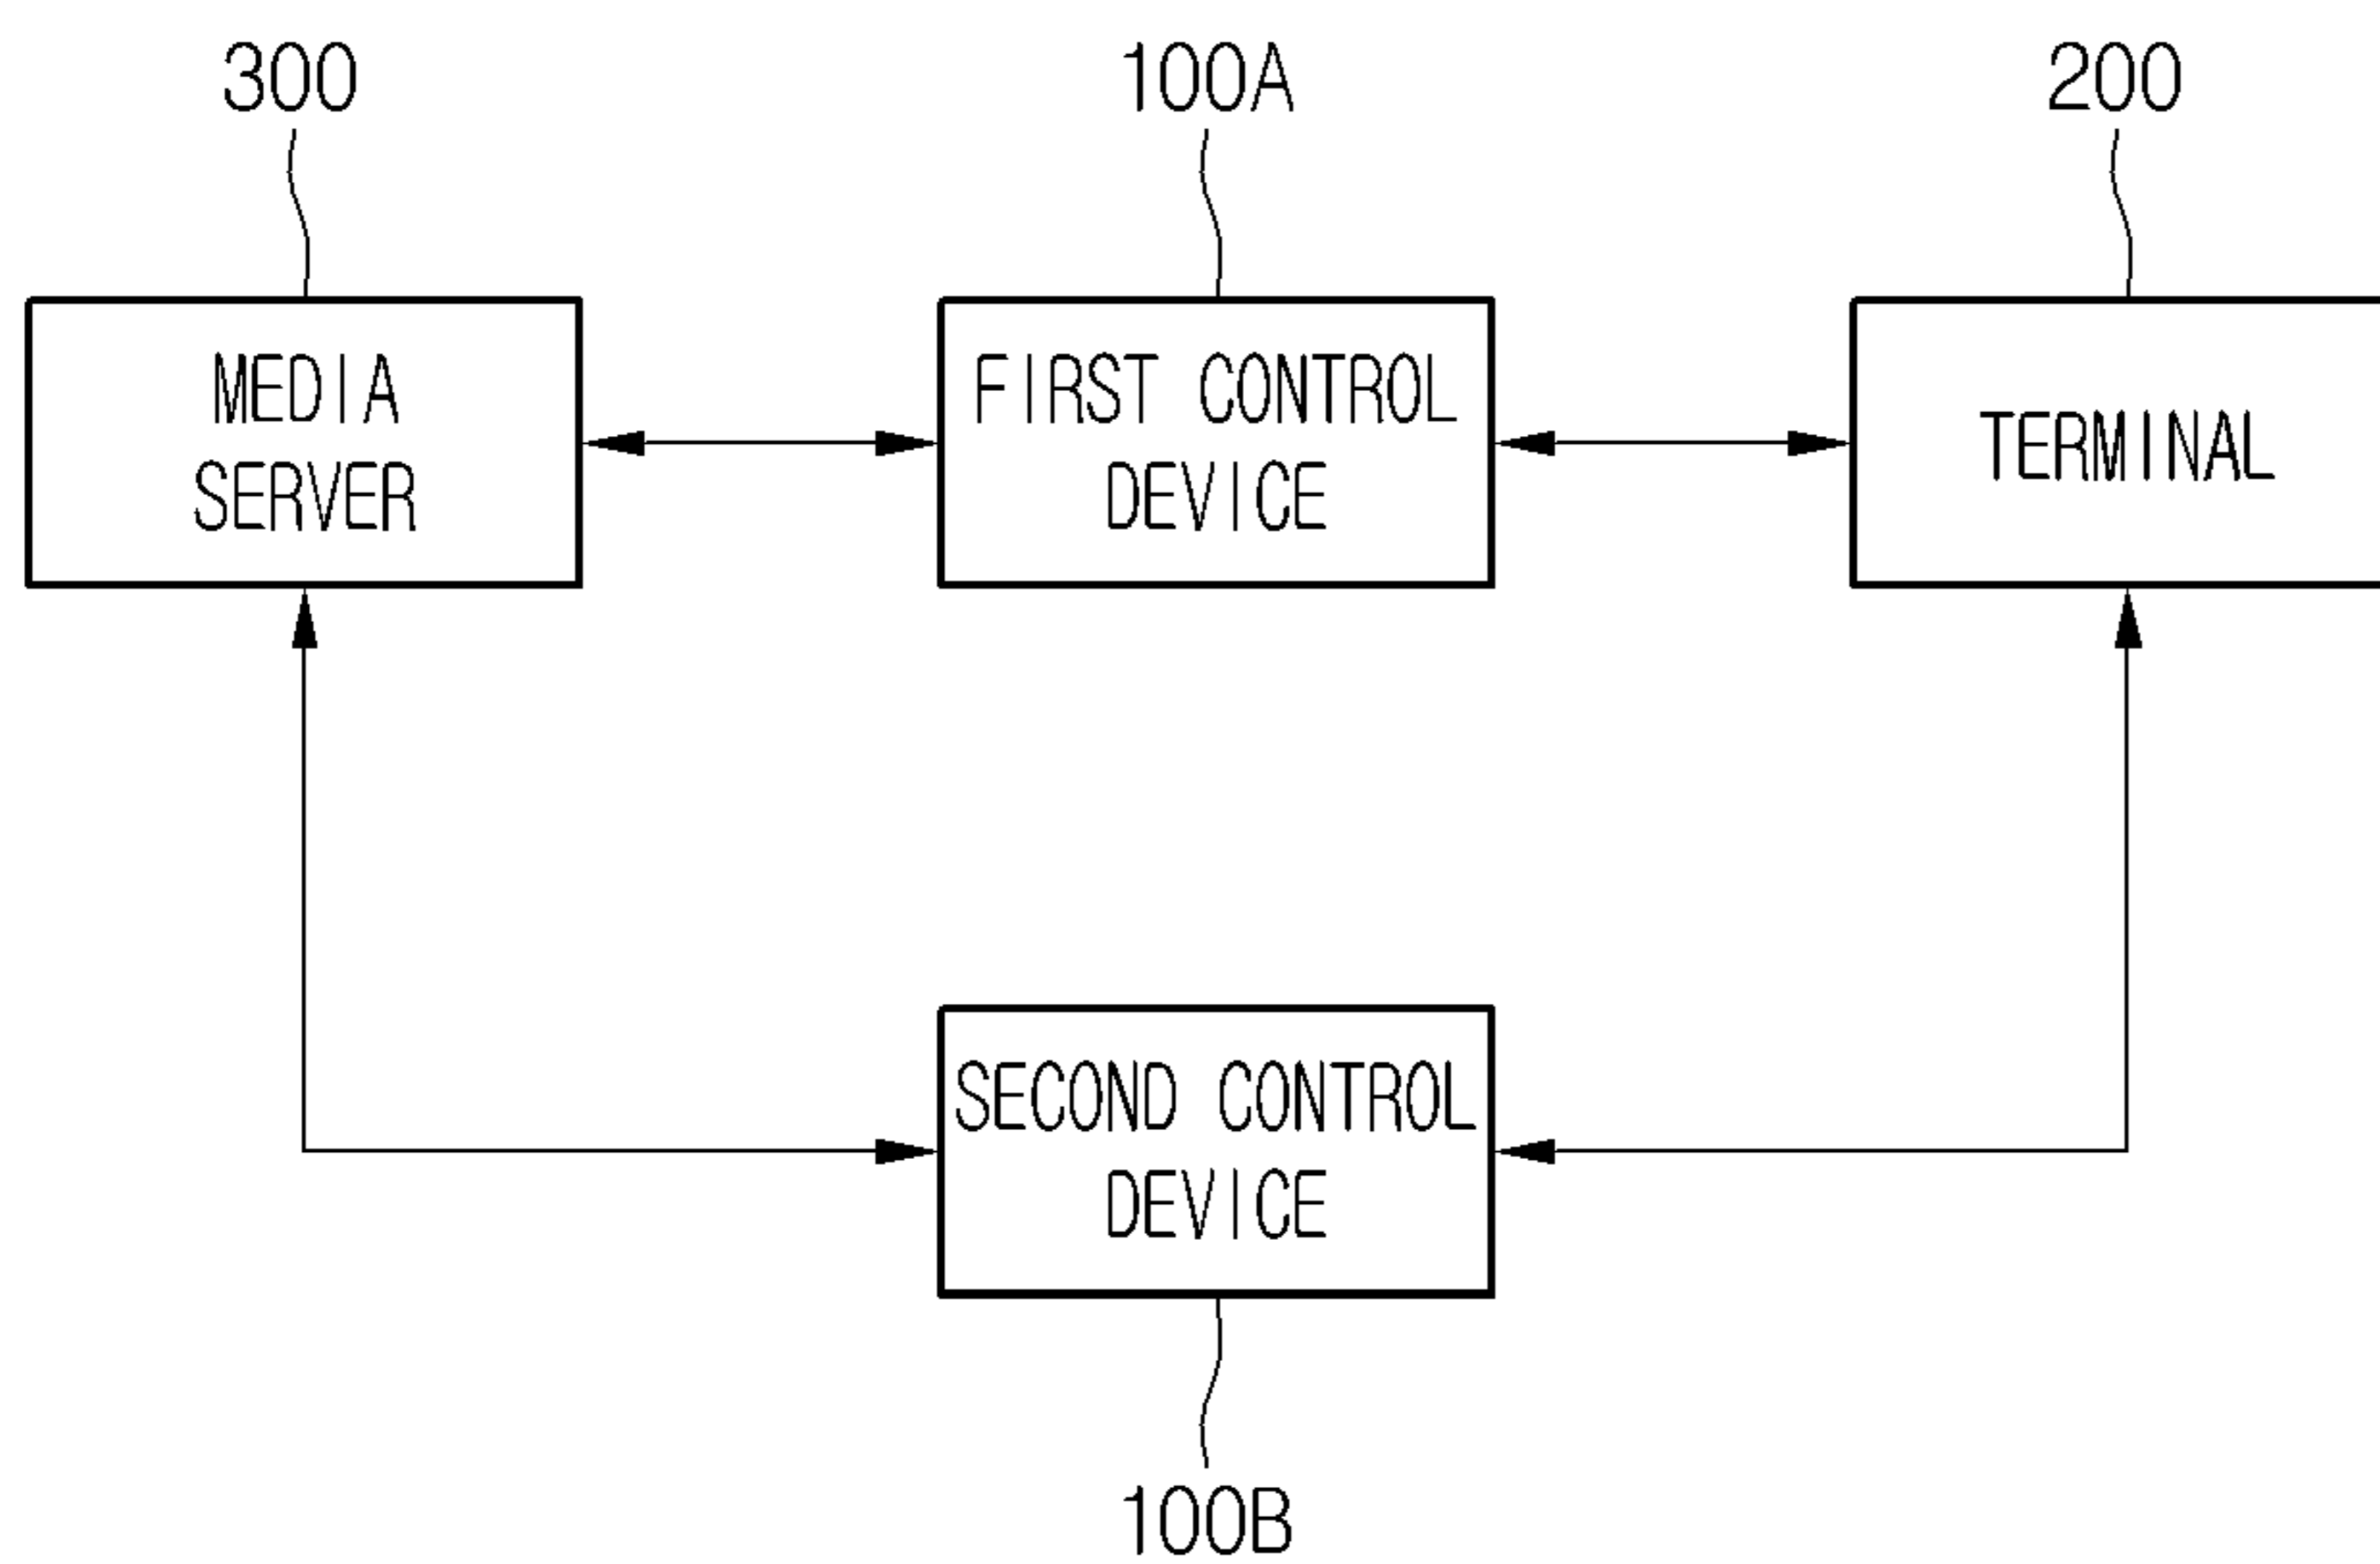 300
100A
200
MEDIA
SERVER
FIRST CONTROL
DEVICE
TERMINAL
SECOND CONTROL
DEVICE
100B